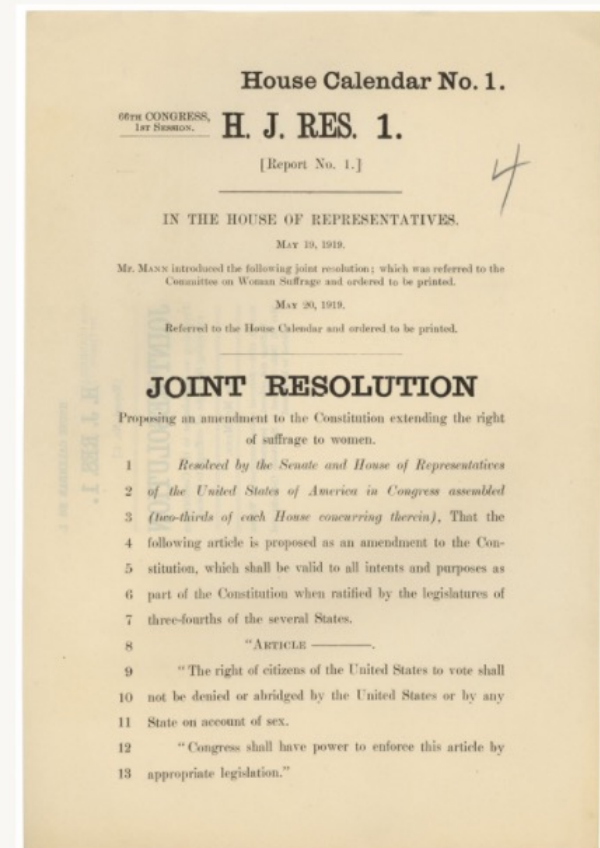 House Calendar No. 1.
66TH CONGRESS,
1ST SESSION.
H. J. RES. 1.
[Report No. 1.]
4
IN THE HOUSE OF REPRESENTATIVES.
MAY 19, 1919.
Mr. MANN introduced the following joint resolution; which was referred to the
Committee on Woman Suffrage and ordered to be printed.
MAY 20, 1919.
Referred to the House Calendar and ordered to be printed.
JOINT RESOLUTION
Proposing an amendment to the Constitution extending the right
of suffrage to women.
1 Resolved by the Senate and House of Representatives
2 of the United States of America in Congress assembled
3 (two-thirds of each House concurring therein), That the
4 following article is proposed as an amendment to the Con-
5 stitution, which shall be valid to all intents and purposes as
6 part of the Constitution when ratified by the legislatures of
7 three-fourths of the several States.
8 "ARTICLE ———.
9 "The right of citizens of the United States to vote shall
10 not be denied or abridged by the United States or by any
11 State on account of sex.
12 "Congress shall have power to enforce this article by
13 appropriate legislation."